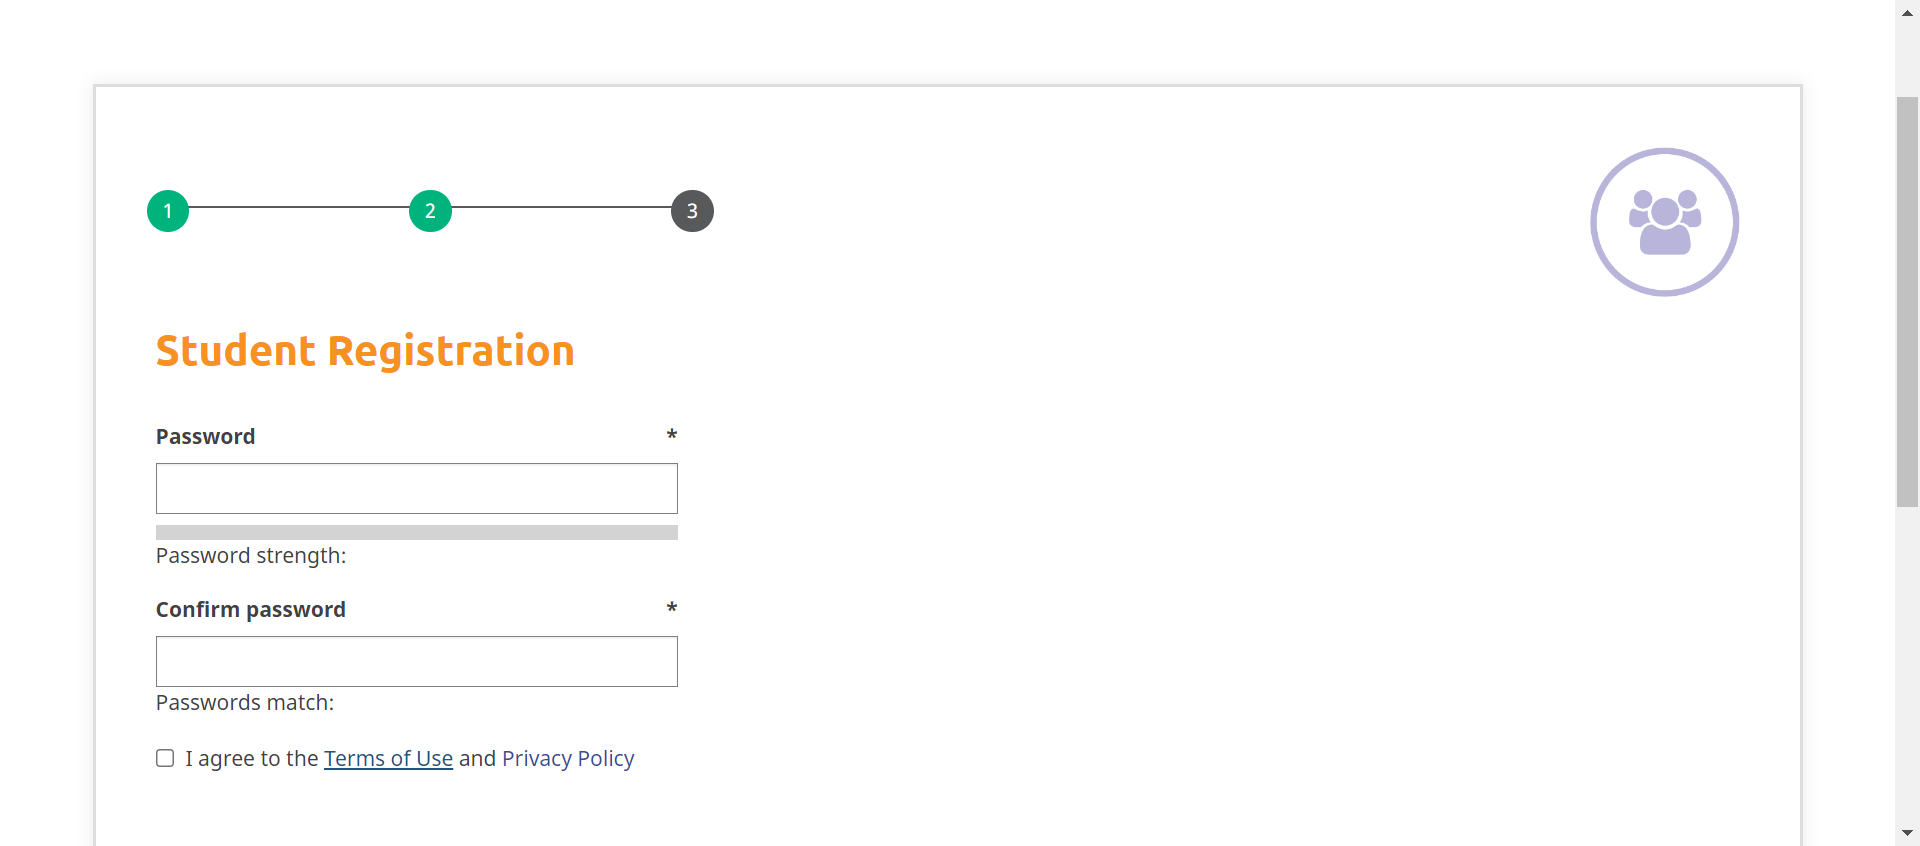 1 2 3
Student Registration
Password *
Password strength:
Confirm password *
Passwords match:
I agree to the Terms of Use and Privacy Policy